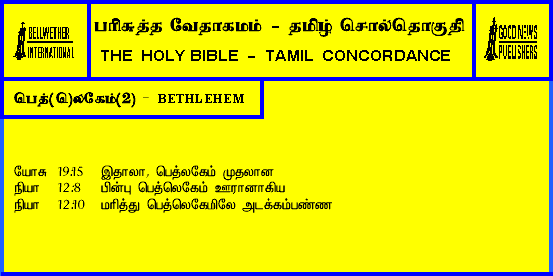 BELLWETHER
INTERNATIONAL
பரிசுத்த வேதாகமம் - தமிழ் சொல்தொகுதி
THE HOLY BIBLE - TAMIL CONCORDANCE
GOOD NEWS
PUBLISHERS
பெத்(லெ)லகேம்(2) - BETHLEHEM
யோசு 19:15 இதாலா, பெத்லகேம் முதலான
நியா 12:8 பின்பு பெத்லெகேம் ஊரானாகிய
நியா 12:10 மரித்து பெத்லெகேமிலே அடக்கம்பண்ண